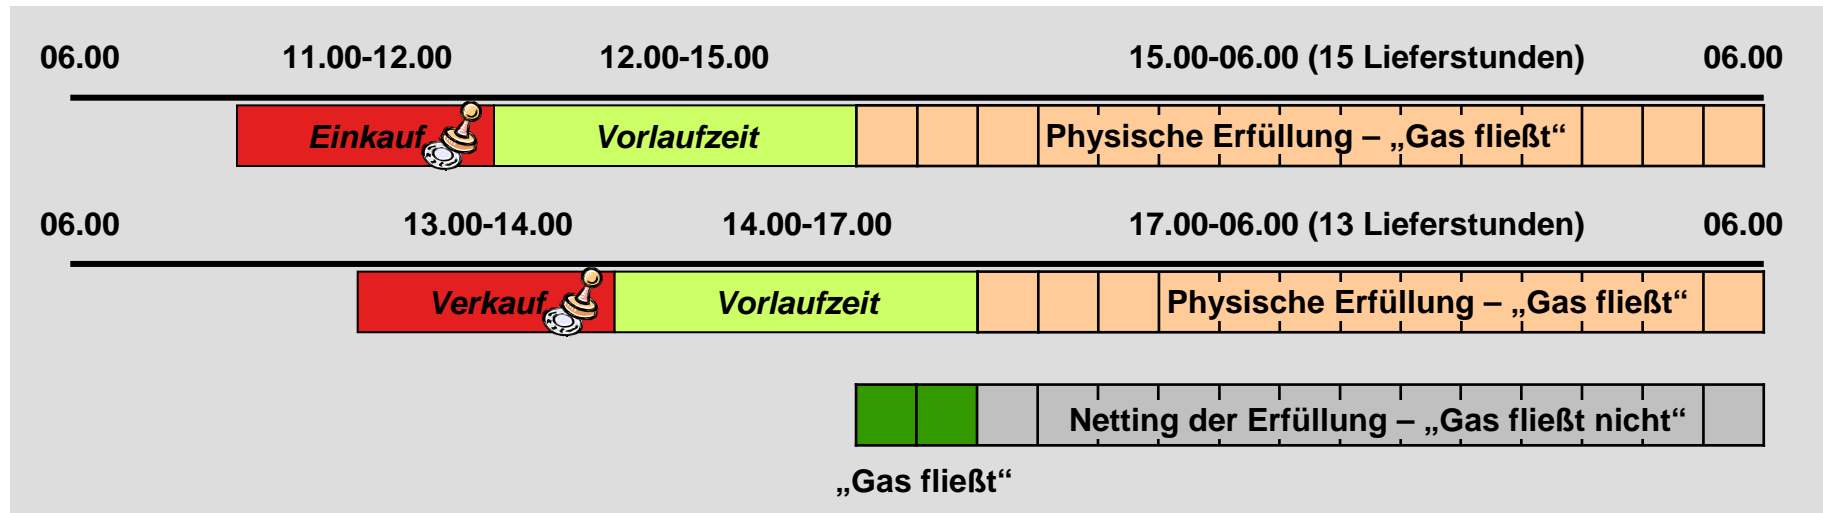 06.00 11.00-12.00 12.00-15.00 15.00-06.00 (15 Lieferstunden) 06.00
Einkauf Vorlaufzeit Physische Erfüllung – „Gas fließt“
06.00 13.00-14.00 14.00-17.00 17.00-06.00 (13 Lieferstunden) 06.00
Verkauf Vorlaufzeit Physische Erfüllung – „Gas fließt“
Netting der Erfüllung – „Gas fließt nicht“
„Gas fließt“